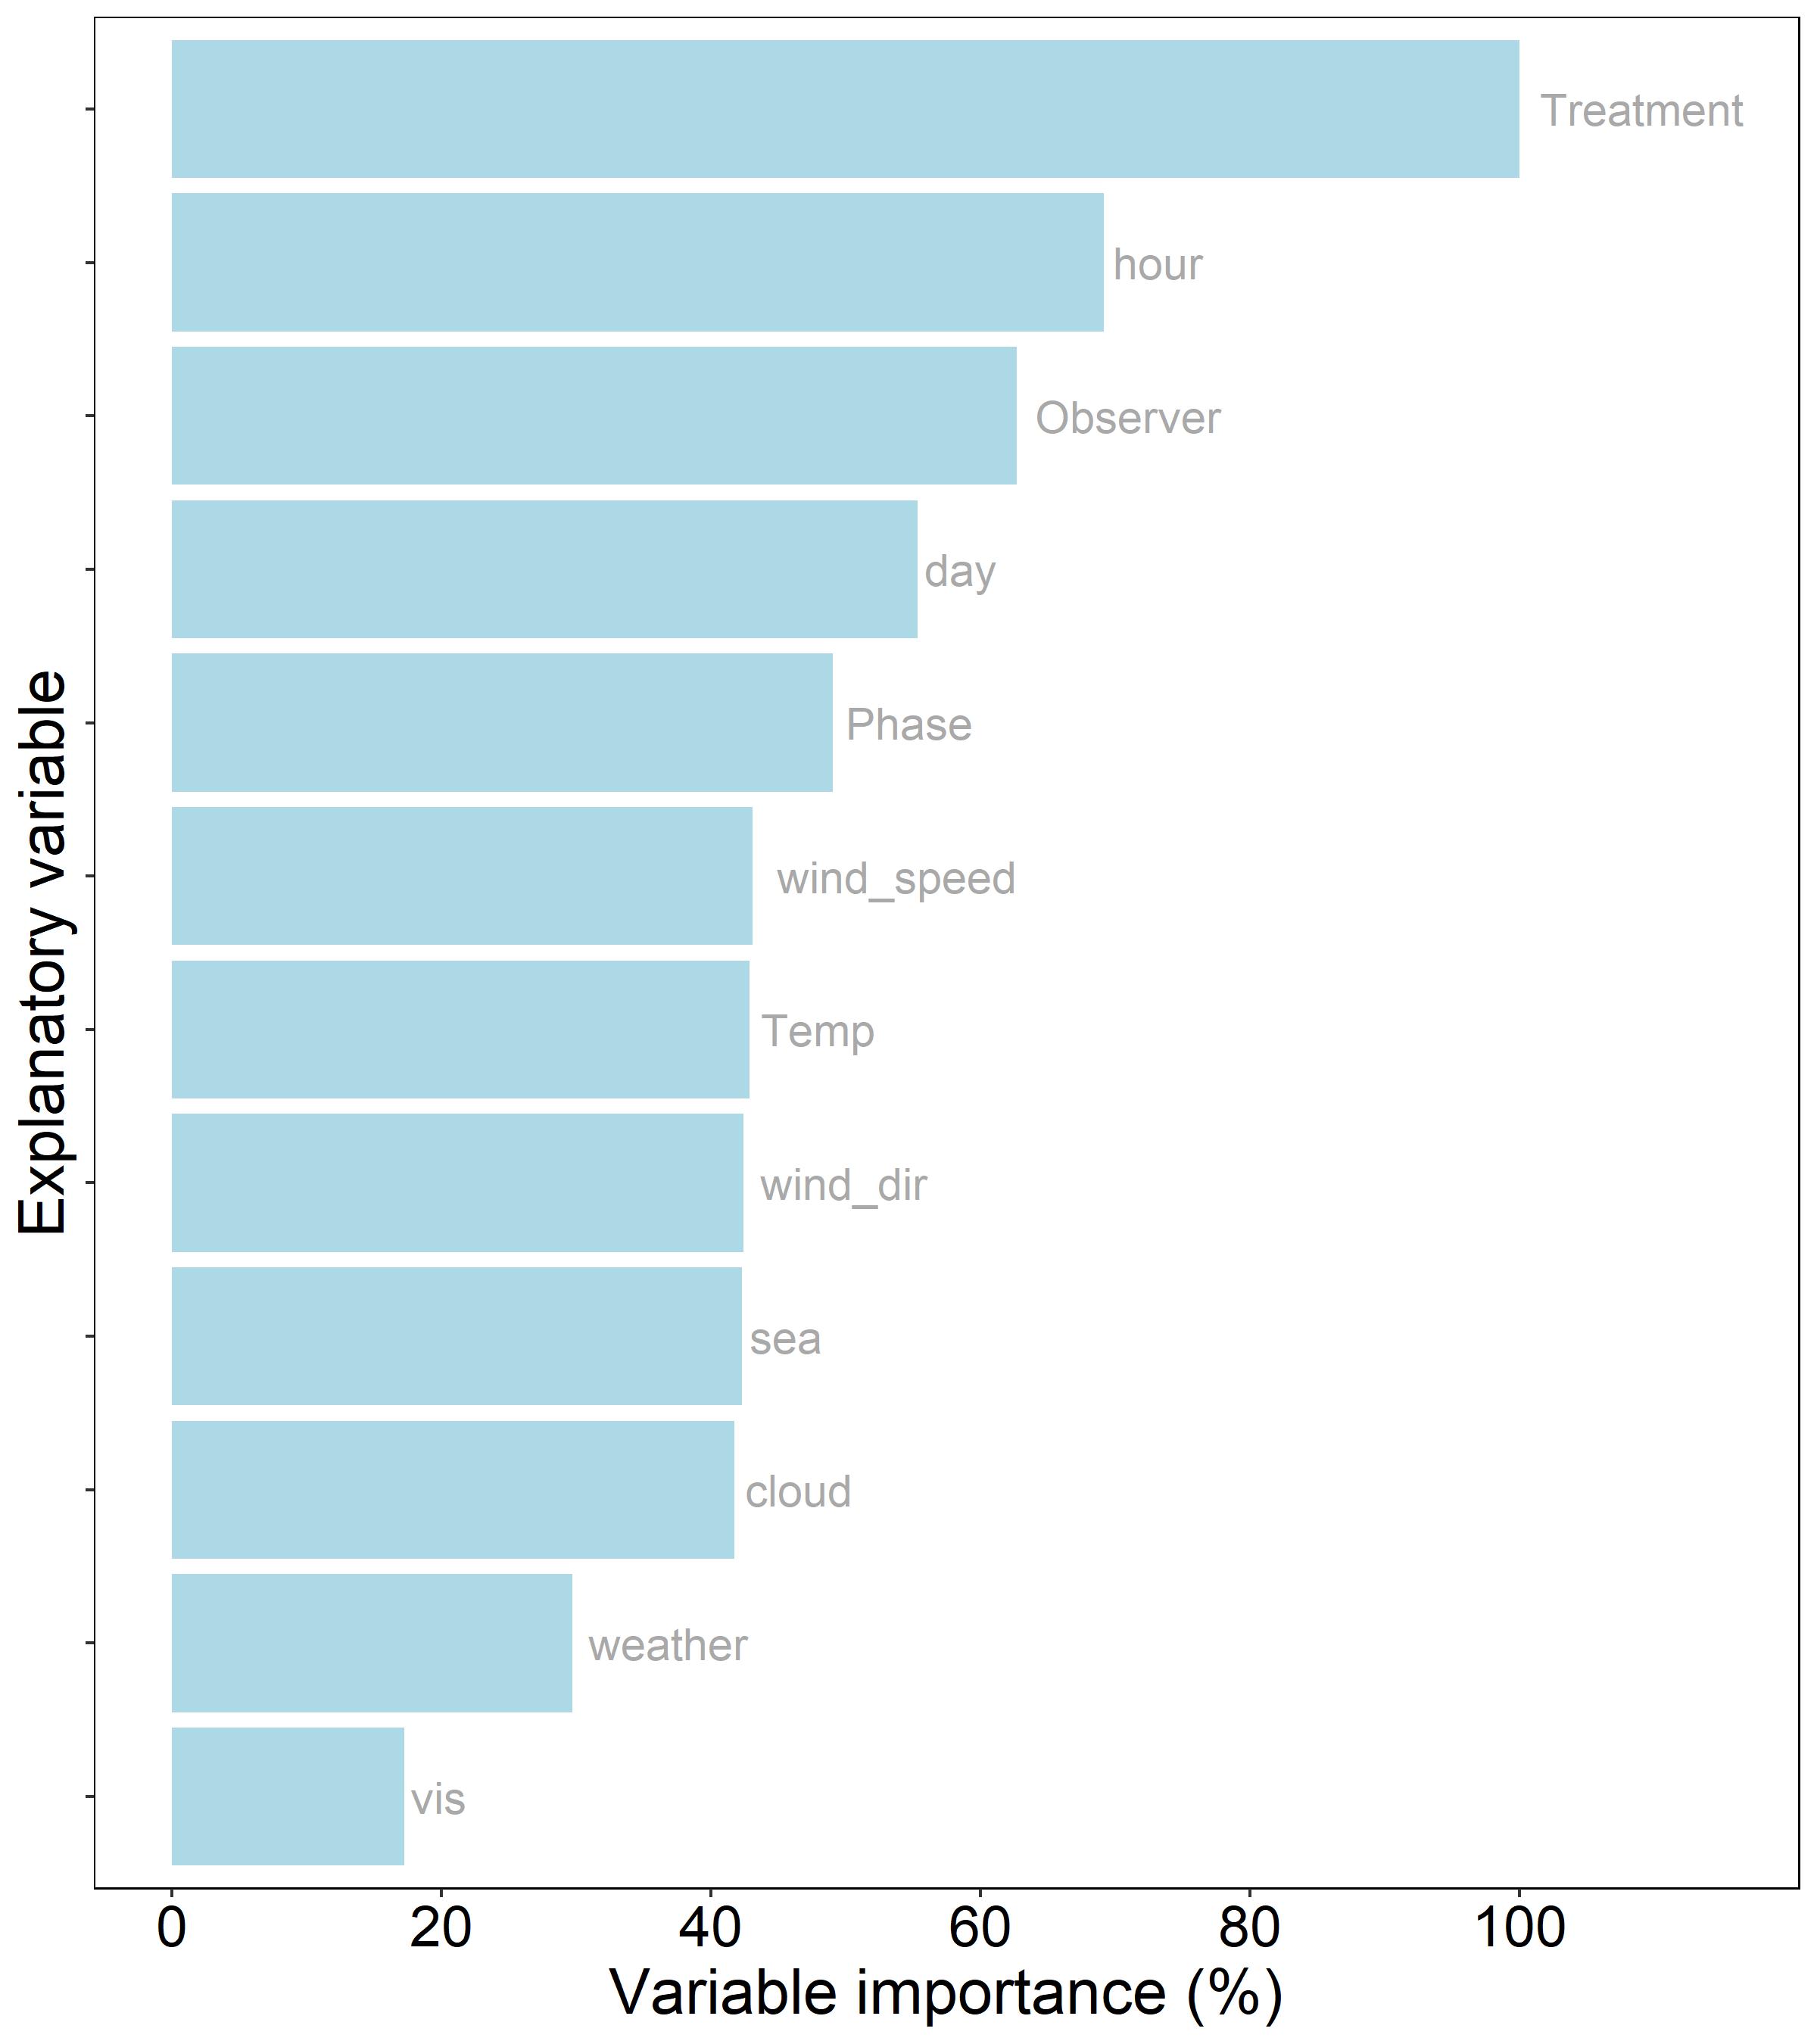 Treatment
hour
Observer
day
Phase
wind_speed
Temp
wind_dir
sea
cloud
weather
vis
Explanatory variable
0 20 40 60 80 100
Variable importance (%)